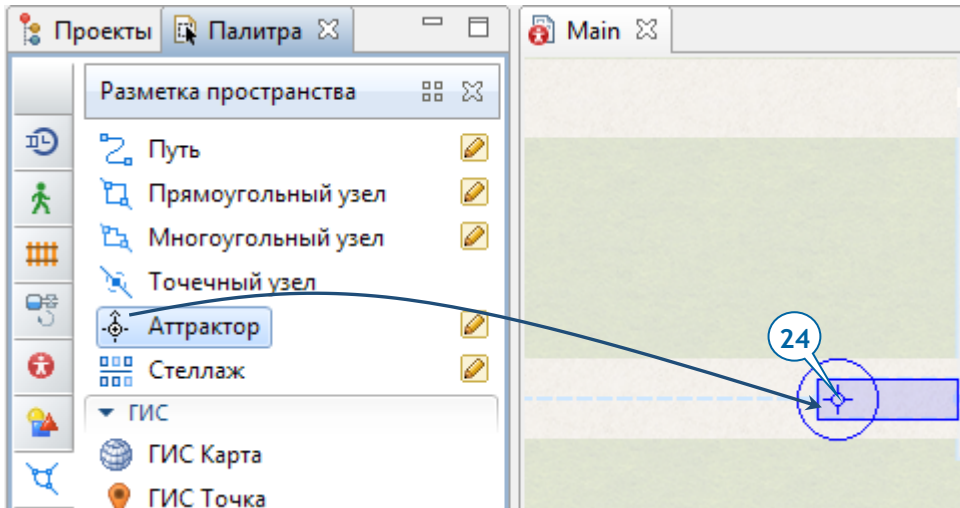 Проекты
Палитра
Main
Разметка пространства
Путь
Прямоугольный узел
Многоугольный узел
Точечный узел
Аттрактор
Стеллаж
ГИС
ГИС Карта
ГИС Точка
24